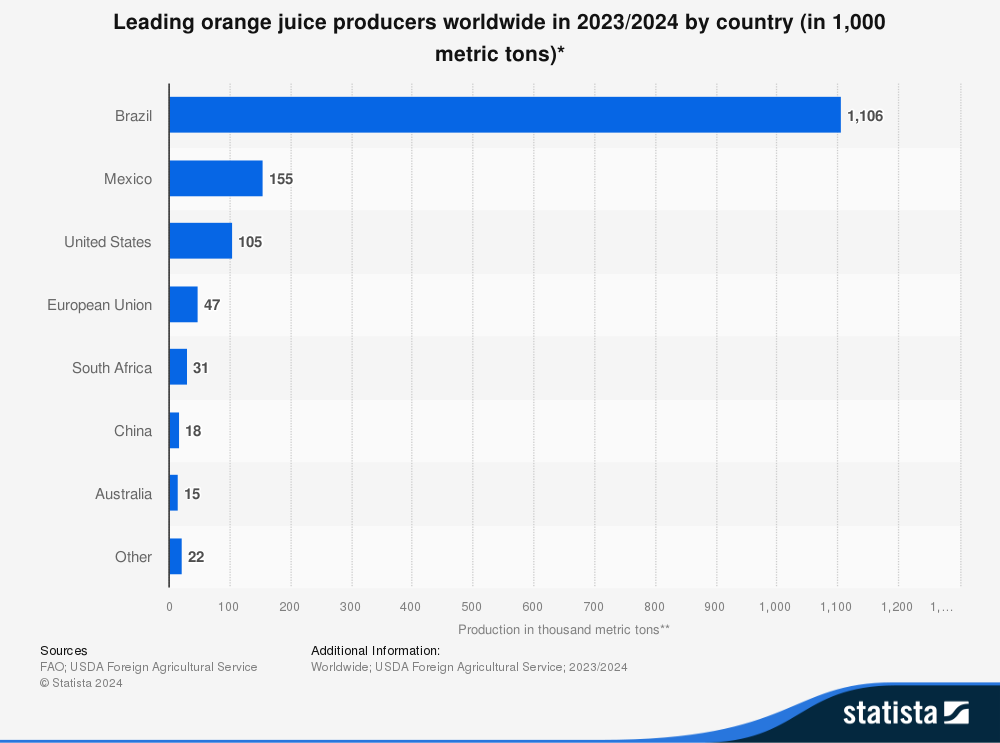 Leading orange juice producers worldwide in 2023/2024 by country (in 1,000
metric tons)*
Brazil 1,106
Mexico 155
United States 105
European Union 47
South Africa 31
China 18
Australia 15
Other 22
0 100 200 300 400 500 600 700 800 900 1,000 1,100 1,200 1,...
Production in thousand metric tons**
Sources
FAO; USDA Foreign Agricultural Service
© Statista 2024
Additional Information:
Worldwide; USDA Foreign Agricultural Service; 2023/2024
statista